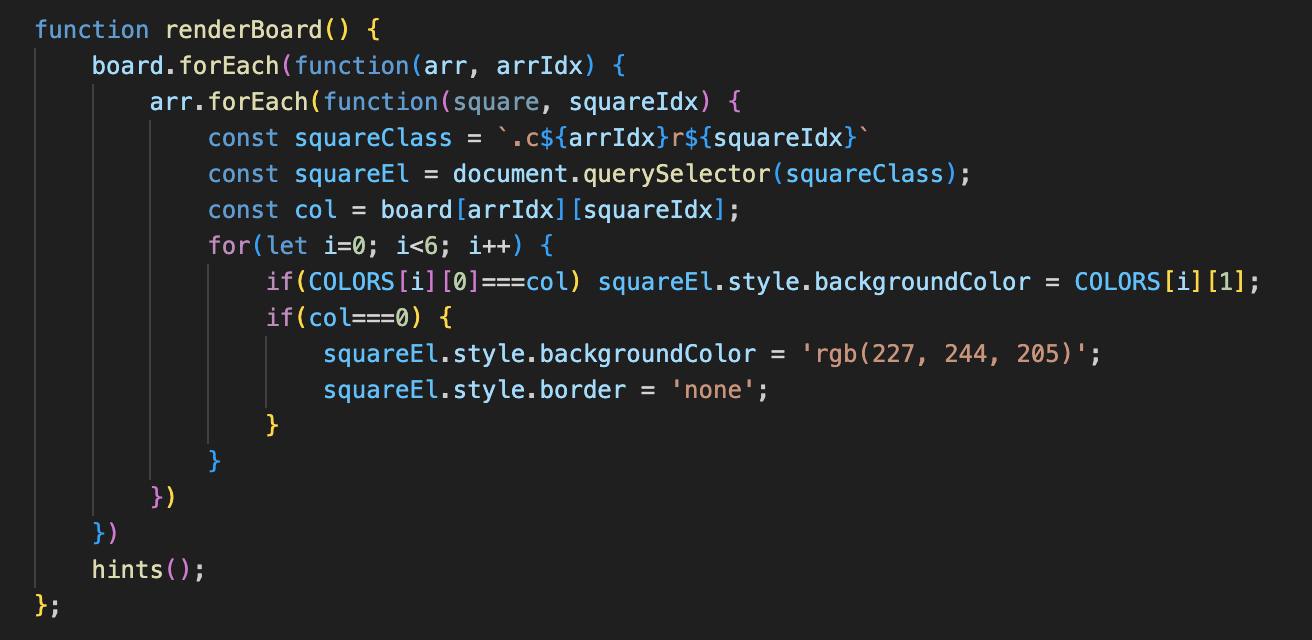 function renderBoard() {
    board.forEach(function(arr, arrIdx) {
        arr.forEach(function(square, squareIdx) {
            const squareClass = `.c${arrIdx}r${squareIdx}`
            const squareEl = document.querySelector(squareClass);
            const col = board[arrIdx][squareIdx];
            for(let i=0; i<6; i++) {
                if(COLORS[i][0]===col) squareEl.style.backgroundColor = COLORS[i][1];
                if(col===0) {
                    squareEl.style.backgroundColor = 'rgb(227, 244, 205)';
                    squareEl.style.border = 'none';
                }
            }
        })
    })
    hints();
};